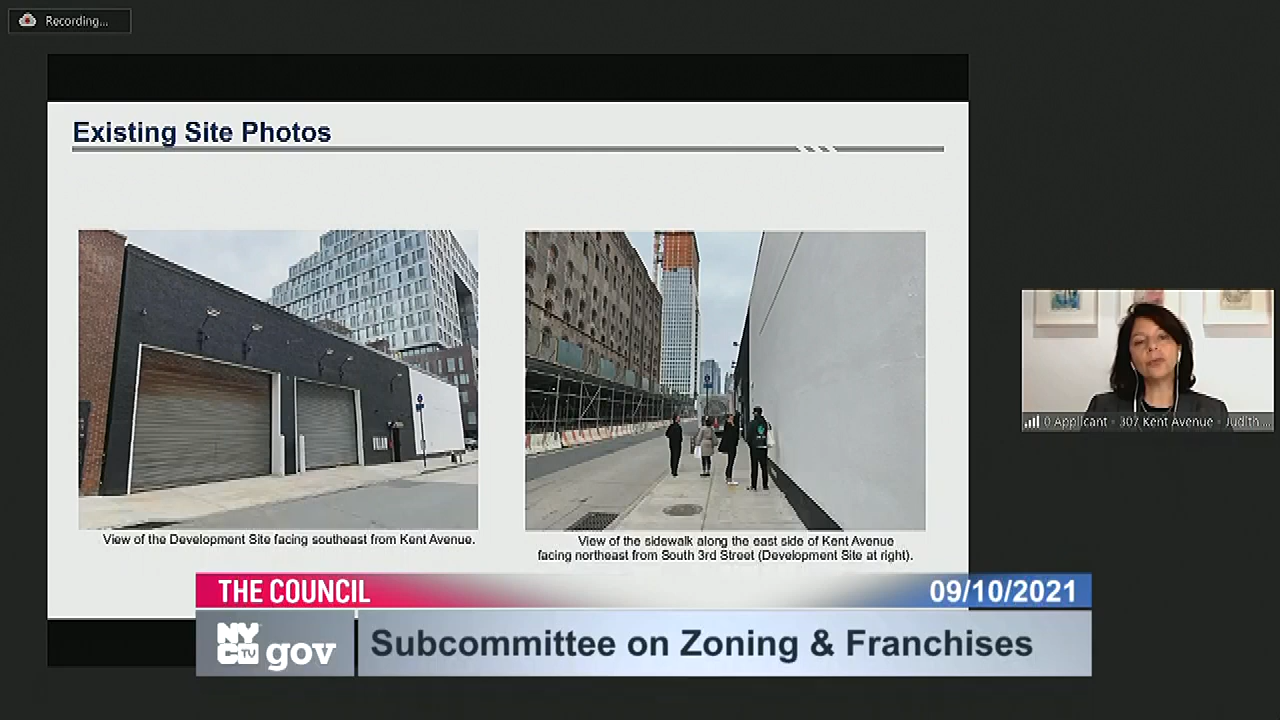 Recording...
Existing Site Photos
View of the Development Site facing southeast from Kent Avenue.
View of the sidewalk along the east side of Kent Avenue
facing northeast from South 3rd Street (Development Site at right).
0 Applicant - 307 Kent Avenue - Judith ...
THE COUNCIL
09/10/2021
NYC TV gov
Subcommittee on Zoning & Franchises